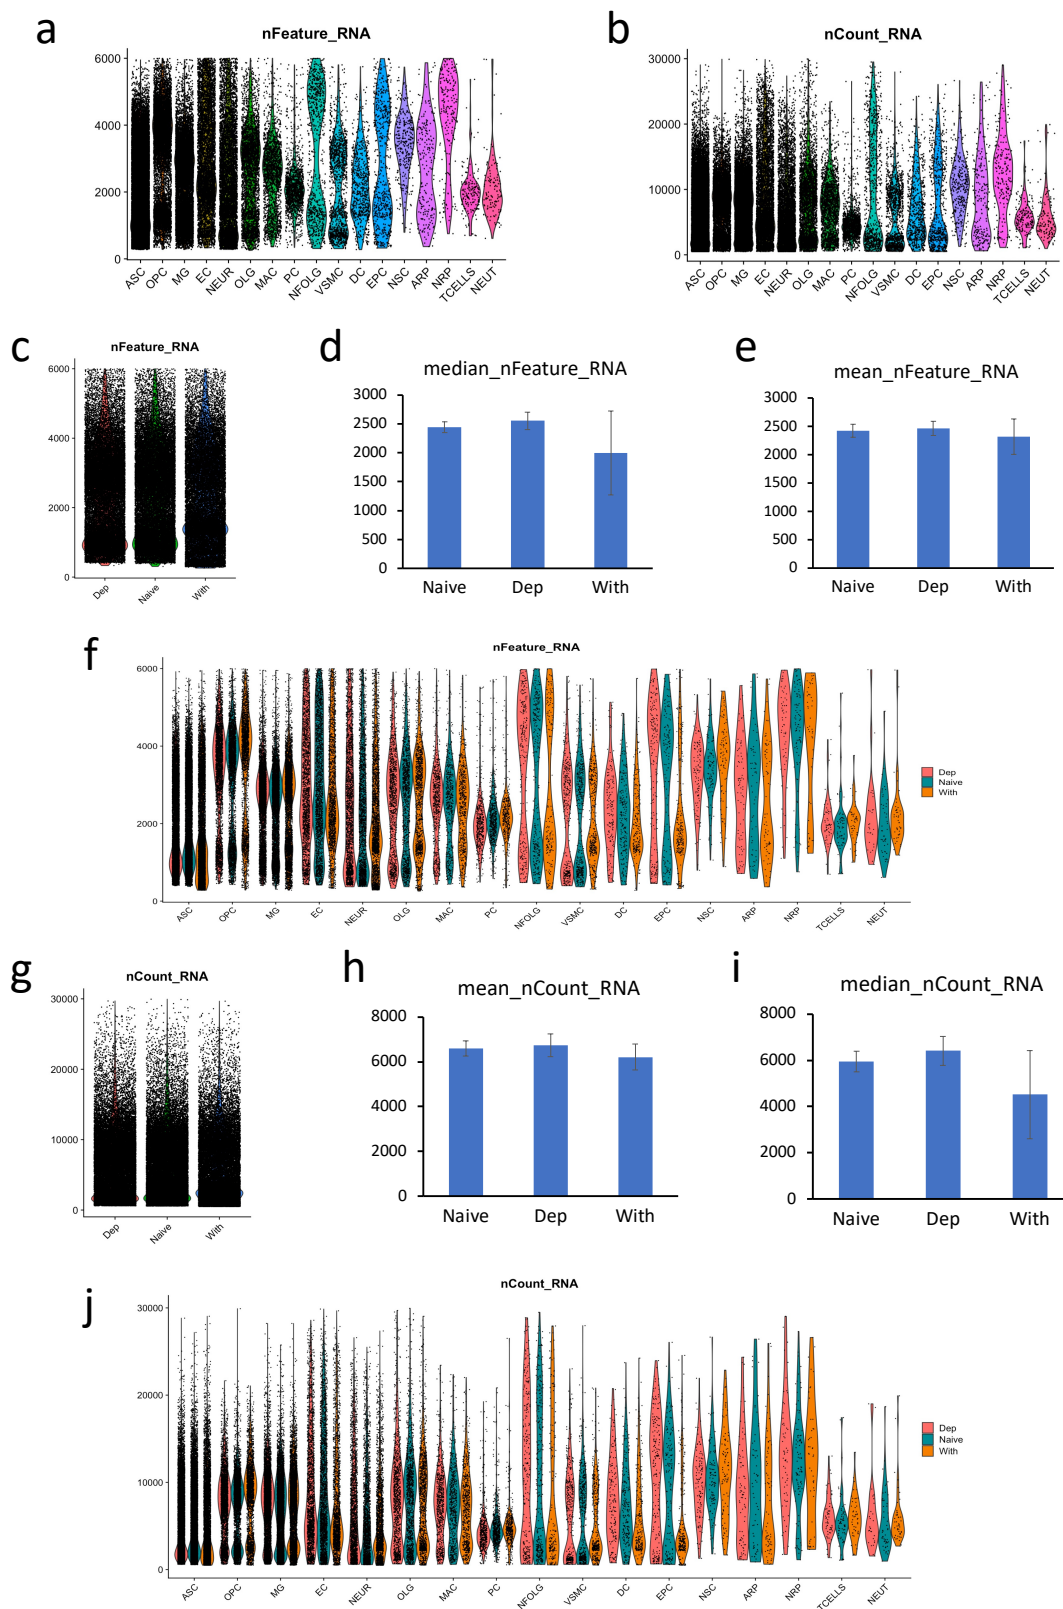 a
nFeature_RNA
6000
4000
2000
0
ASC OPC MG EC NEUR OLG MAC PC NFOLG VSMC DC EPC NSC ARP NRP TCELLS NEUT
b
nCount_RNA
30000
20000
10000
0
ASC OPC MG EC NEUR OLG MAC PC NFOLG VSMC DC EPC NSC ARP NRP TCELLS NEUT
c
nFeature_RNA
6000
4000
2000
0
Dep Naive With
d
median_nFeature_RNA
3000
2500
2000
1500
1000
500
0
Naive Dep With
e
mean_nFeature_RNA
3000
2500
2000
1500
1000
500
0
Naive Dep With
f
nFeature_RNA
6000
4000
2000
0
ASC OPC MG EC NEUR OLG MAC PC NFOLG VSMC DC EPC NSC ARP NRP TCELLS NEUT
Dep
Naive
With
g
nCount_RNA
30000
20000
10000
0
Dep Naive With
h
mean_nCount_RNA
8000
6000
4000
2000
0
Naive Dep With
i
median_nCount_RNA
8000
6000
4000
2000
0
Naive Dep With
j
nCount_RNA
30000
20000
10000
0
ASC OPC MG EC NEUR OLG MAC PC NFOLG VSMC DC EPC NSC ARP NRP TCELLS NEUT
Dep
Naive
With